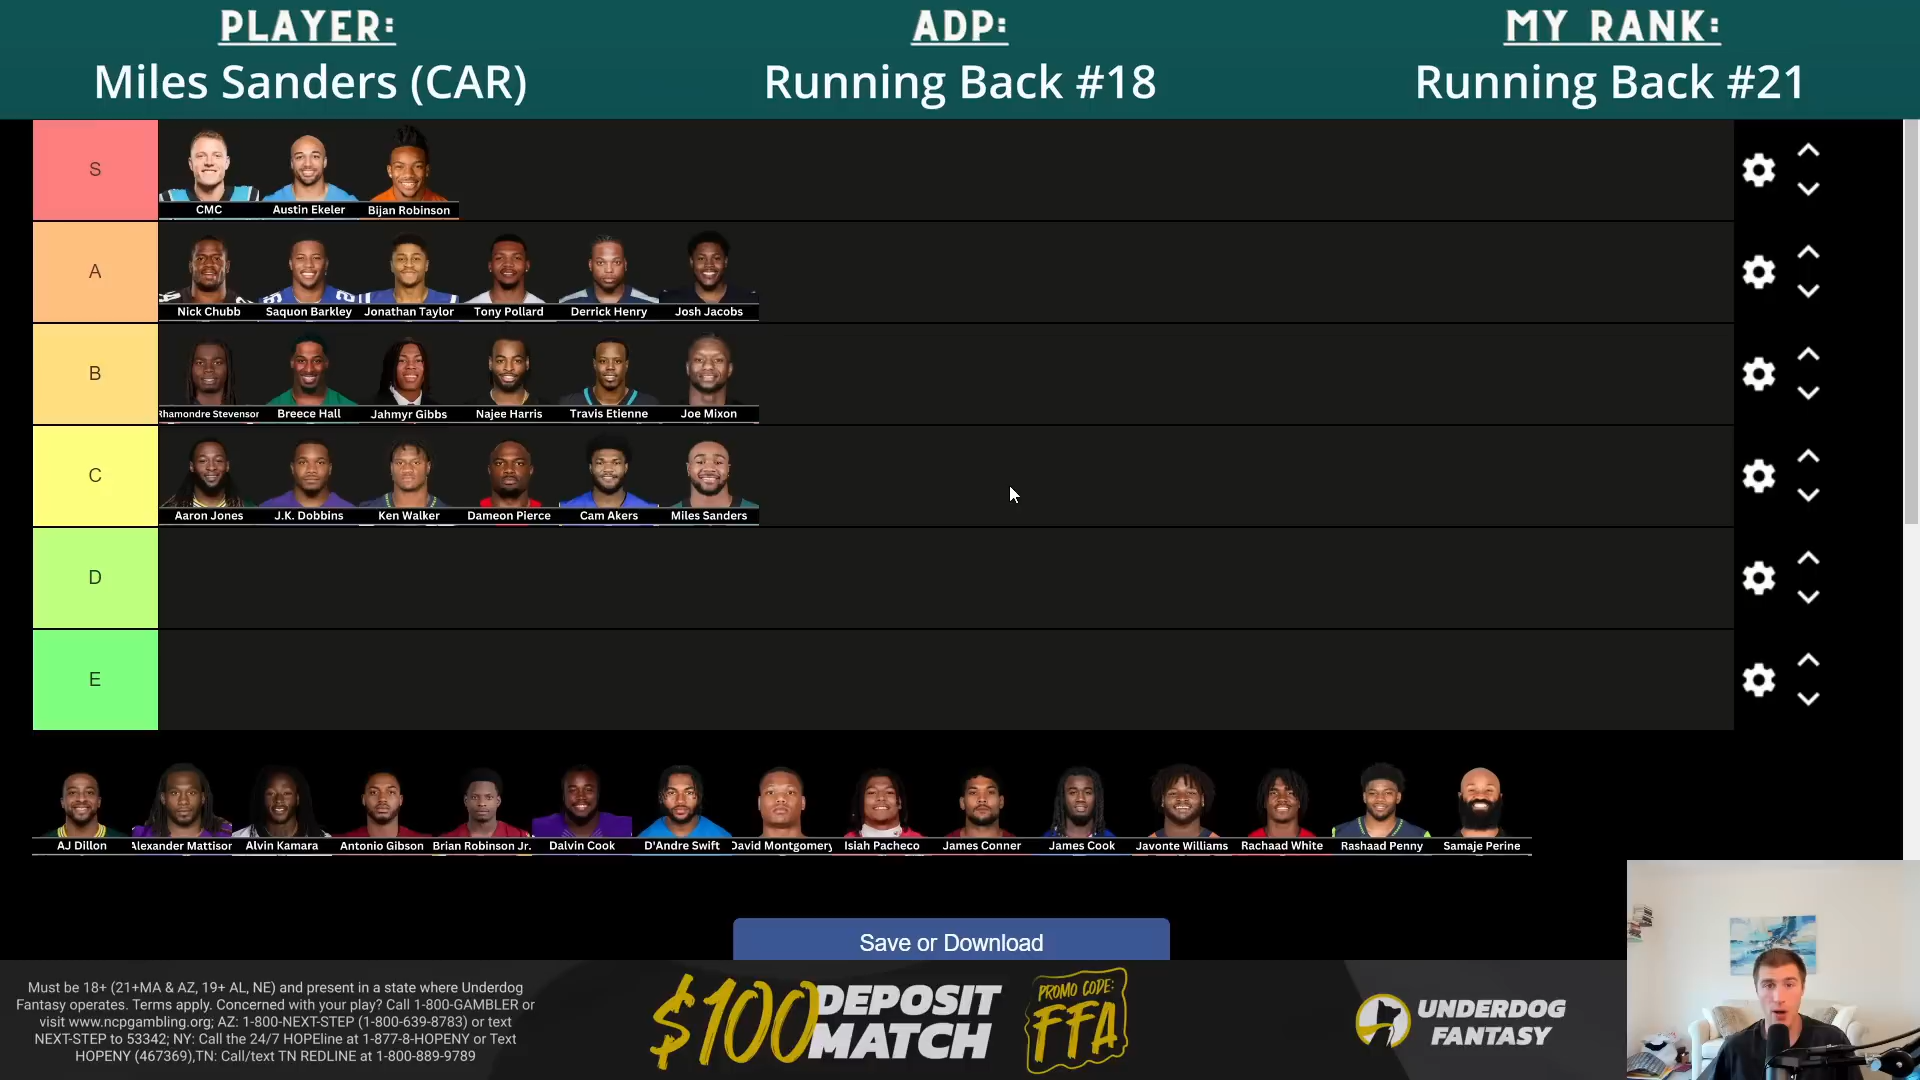 PLAYER:
Miles Sanders (CAR)
ADP:
Running Back #18
MY RANK:
Running Back #21
S
CMC
Austin Ekeler
Bijan Robinson
A
Nick Chubb
Saquon Barkley
Jonathan Taylor
Tony Pollard
Derrick Henry
Josh Jacobs
B
Rhamondre Stevenson
Breece Hall
Jahmyr Gibbs
Najee Harris
Travis Etienne
Joe Mixon
C
Aaron Jones
J.K. Dobbins
Ken Walker
Dameon Pierce
Cam Akers
Miles Sanders
D
E
AJ Dillon
Alexander Mattison
Alvin Kamara
Antonio Gibson
Brian Robinson Jr.
Dalvin Cook
D'Andre Swift
David Montgomery
Isiah Pacheco
James Conner
James Cook
Javonte Williams
Rachaad White
Rashaad Penny
Samaje Perine
Save or Download
Must be 18+ (21+MA & AZ, 19+ AL, NE) and present in a state where Underdog
Fantasy operates. Terms apply. Concerned with your play? Call 1-800-GAMBLER or
visit www.ncpgambling.org; AZ: 1-800-NEXT-STEP (1-800-639-8783) or text
NEXT-STEP to 53342; NY: Call the 24/7 HOPEline at 1-877-8-HOPENY or Text
HOPENY (467369),TN: Call/text TN REDLINE at 1-800-889-9789
$100 DEPOSIT
MATCH
PROMO CODE:
FFA
UNDERDOG
FANTASY